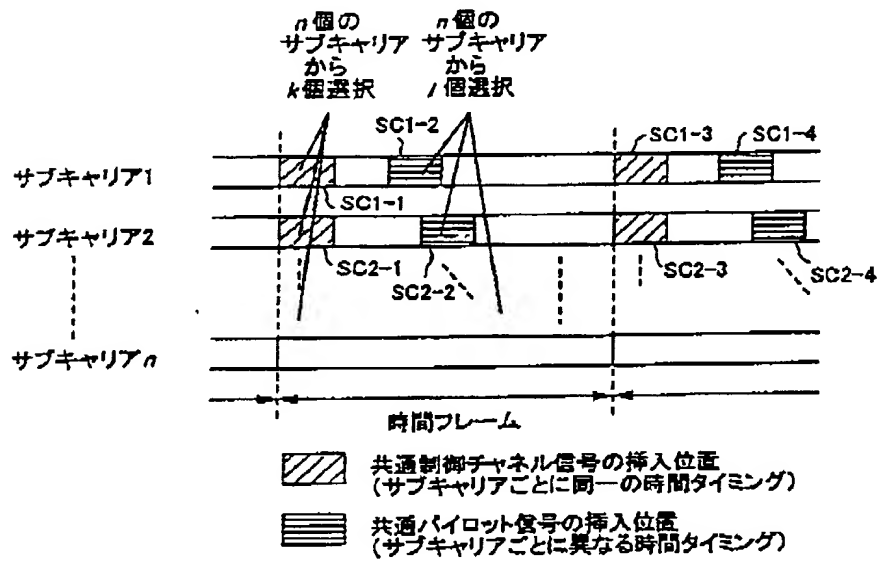 n個の
サブキャリア
から
k個選択
n個の
サブキャリア
から
l個選択
SC1-2
SC1-3
SC1-4
サブキャリア1
SC1-1
サブキャリア2
SC2-1
SC2-2
SC2-3
SC2-4
サブキャリアn
時間フレーム
共通制御チャネル信号の挿入位置
(サブキャリアごとに同一の時間タイミング)
共通パイロット信号の挿入位置
(サブキャリアごとに異なる時間タイミング)